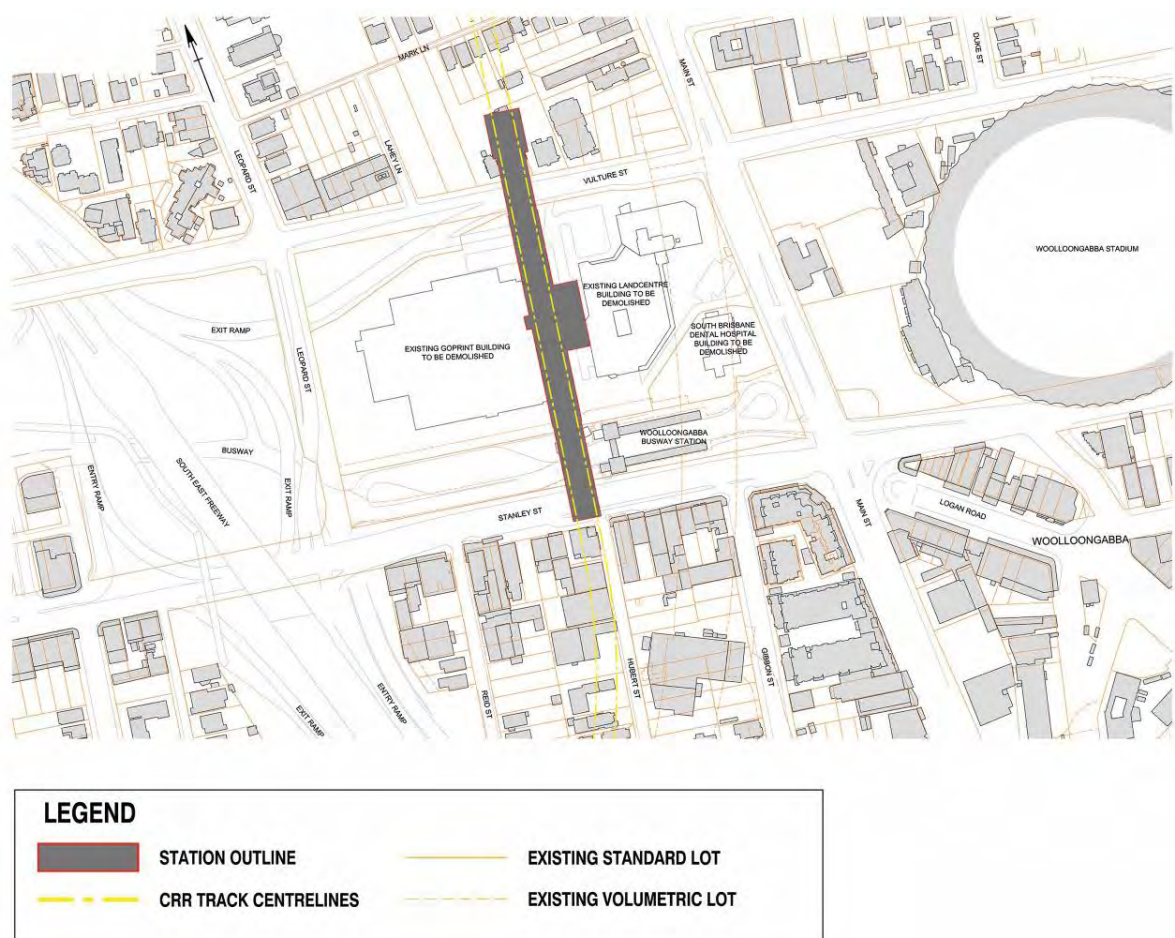 MARK LN
MAIN ST
DUKE ST
LAHEY LN
LEOPARD ST
VULTURE ST
WOOLLOONGABBA STADIUM
EXISTING LANDCENTRE
BUILDING TO BE
DEMOLISHED
EXIT RAMP
SOUTH BRISBANE
DENTAL HOSPITAL
BUILDING TO BE
DEMOLISHED
EXISTING GOPRINT BUILDING
TO BE DEMOLISHED
LEOPARD ST
WOOLLOONGABBA
BUSWAY STATION
BUSWAY
ENTRY RAMP
SOUTH EAST FREEWAY
EXIT RAMP
STANLEY ST
MAIN ST
LOGAN ROAD
WOOLLOONGABBA
REID ST
HUBERT ST
GIBBON ST
EXIT RAMP
ENTRY RAMP
LEGEND
STATION OUTLINE
EXISTING STANDARD LOT
CRR TRACK CENTRELINES
EXISTING VOLUMETRIC LOT